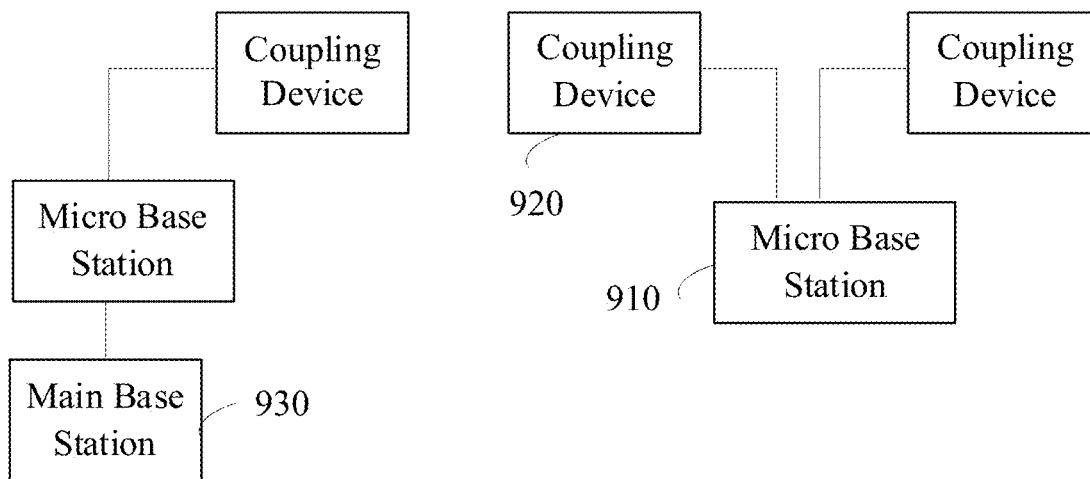 Coupling
Device
Coupling
Device
Coupling
Device
920
Micro Base
Station
Micro Base
Station
910
Main Base
Station
930